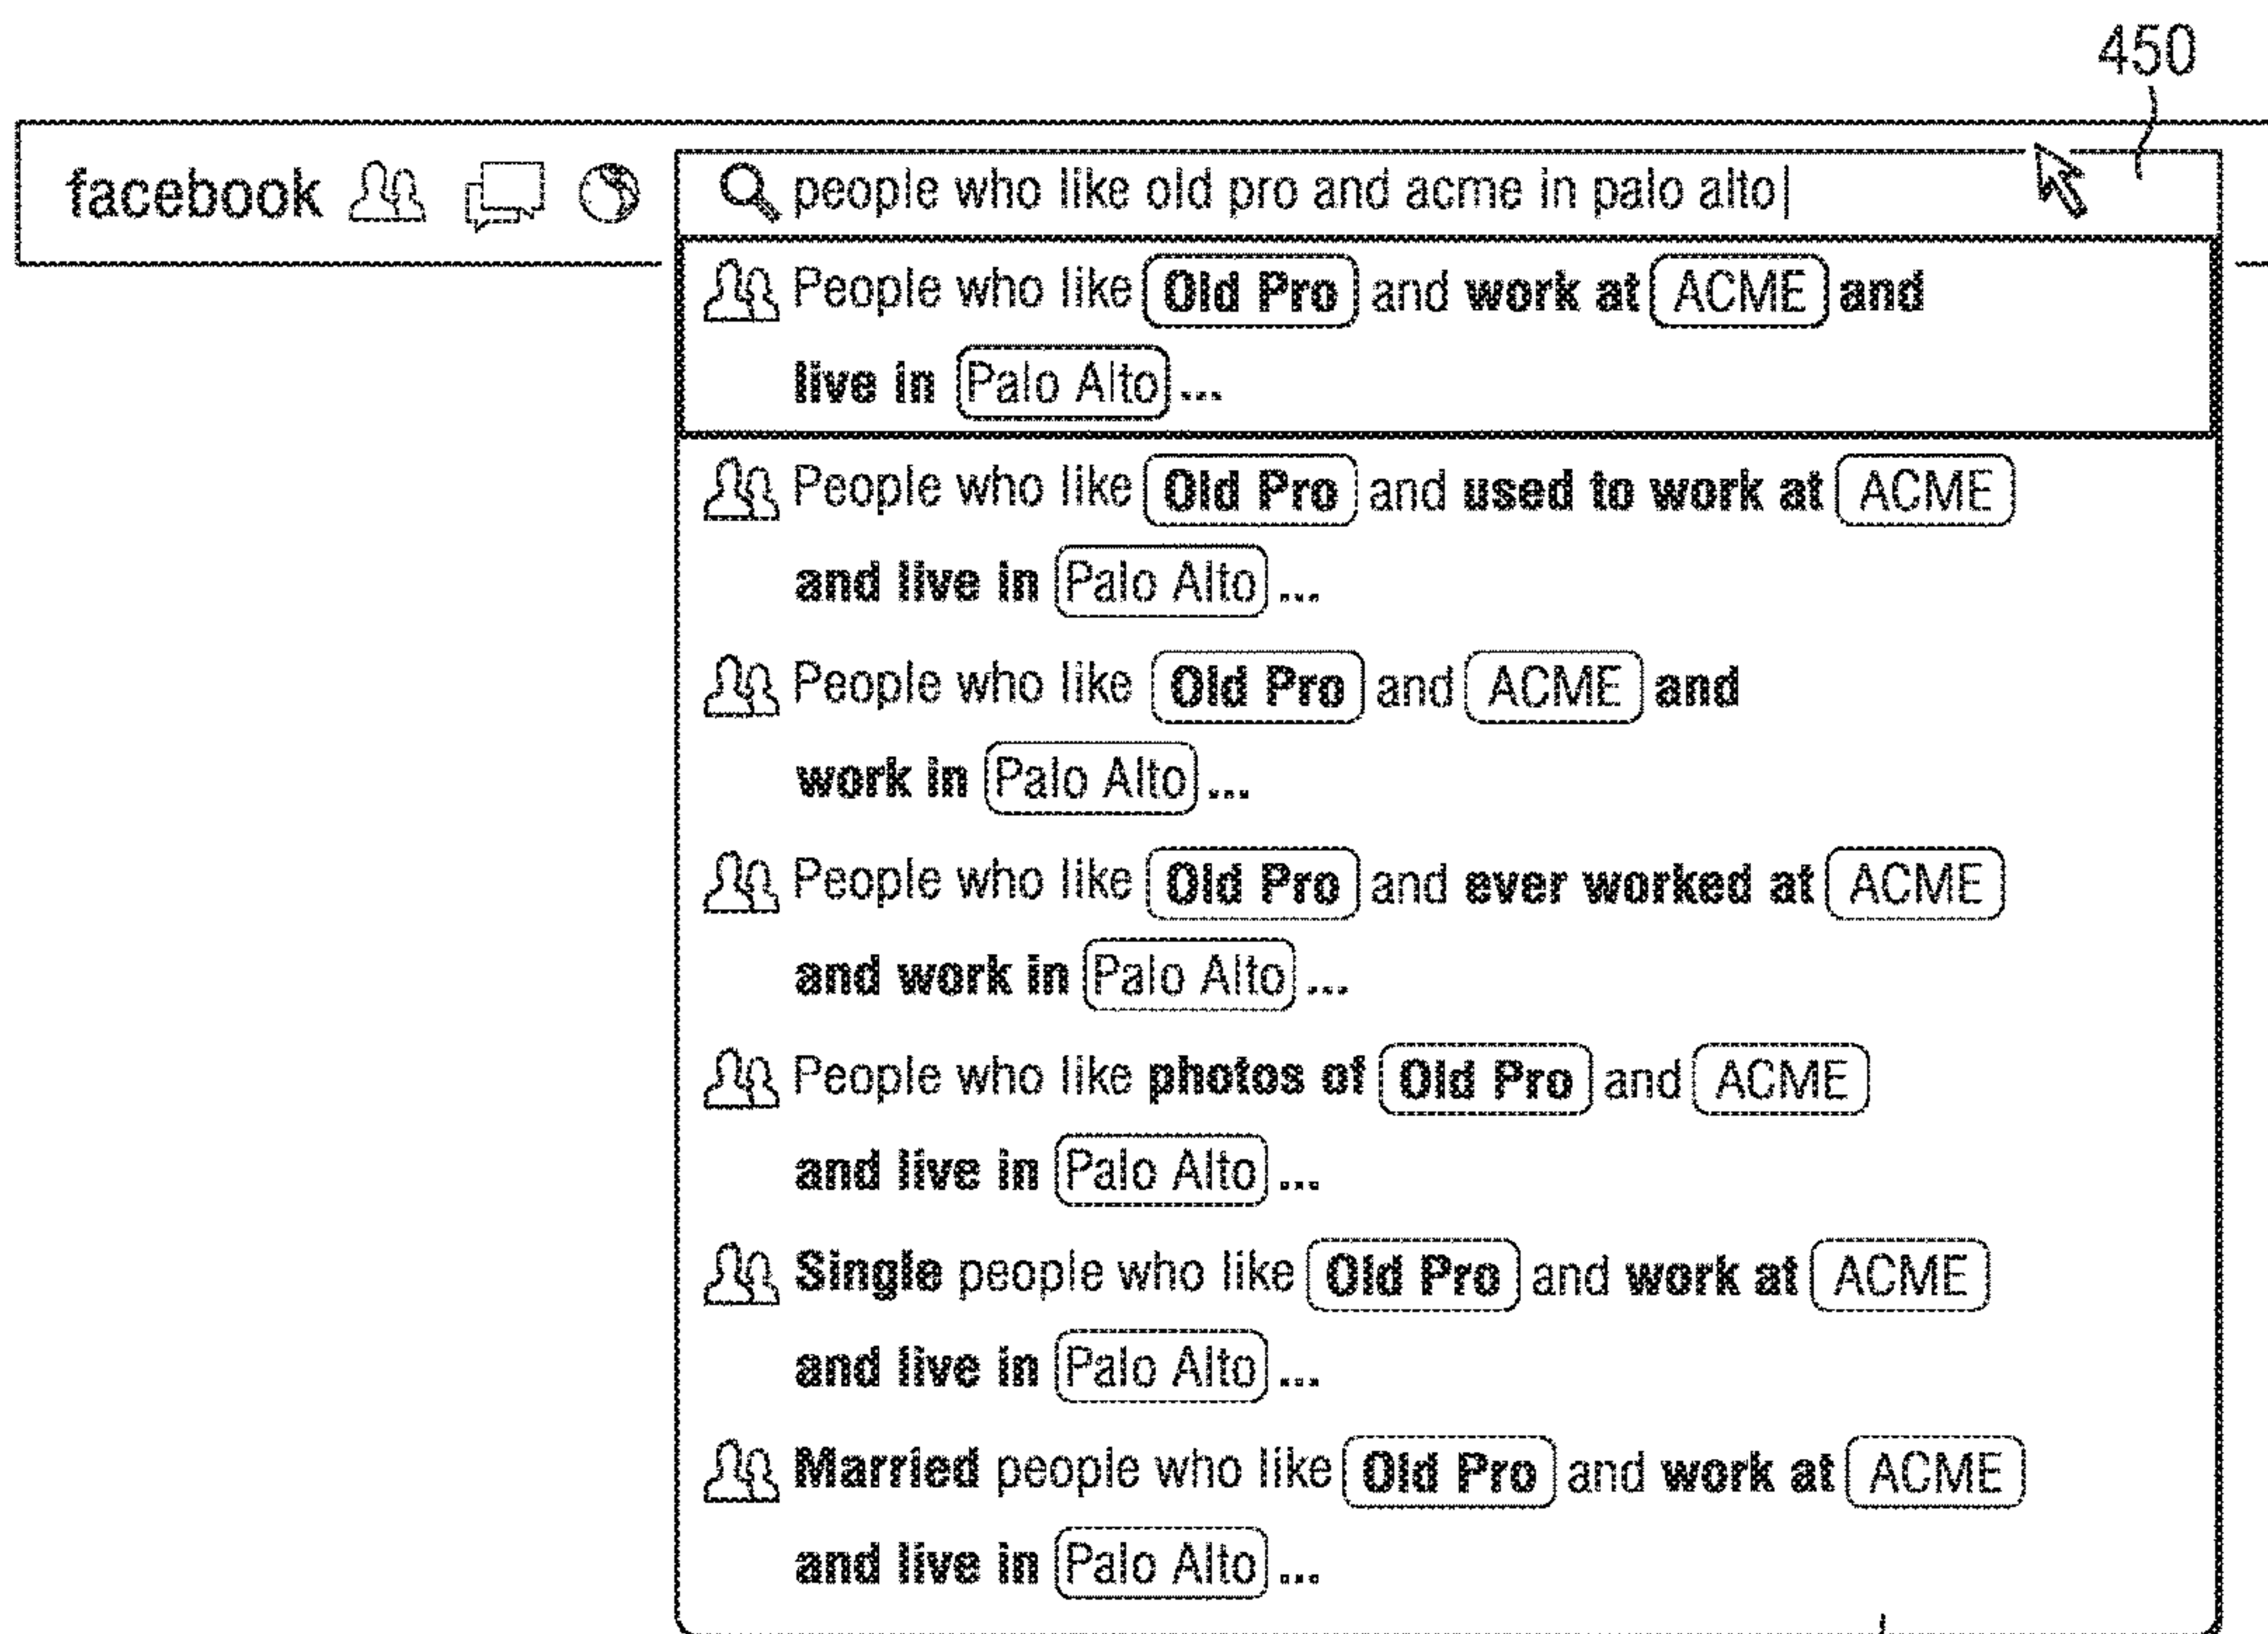 450
facebook people who like old pro and acme in palo alto
People who like Old Pro and work at ACME and
live in Palo Alto ...
People who like Old Pro and used to work at ACME
and live in Palo Alto ...
People who like Old Pro and ACME and
work in Palo Alto ...
People who like Old Pro and ever worked at ACME
and work in Palo Alto ...
People who like photos of Old Pro and ACME
and live in Palo Alto ...
Single people who like Old Pro and work at ACME
and live in Palo Alto ...
Married people who like Old Pro and work at ACME
and live in Palo Alto ...